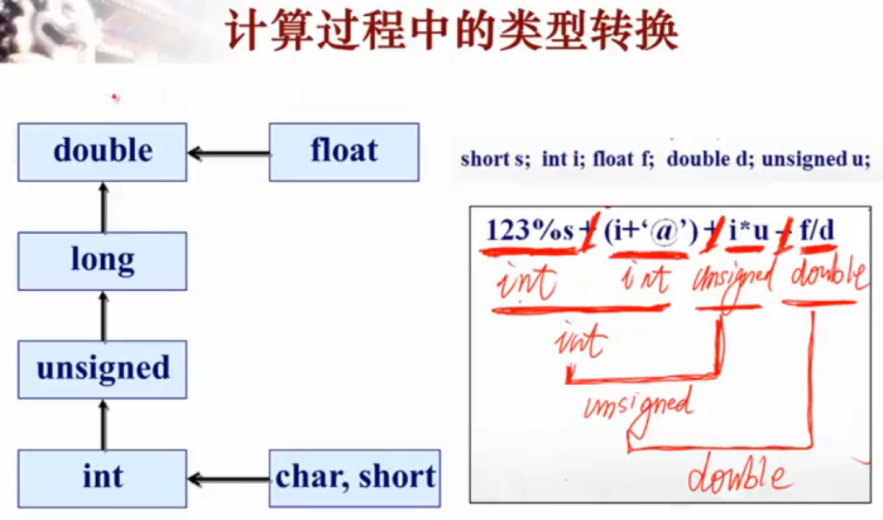 计算过程中的类型转换
double
float
short s; int i; float f; double d; unsigned u;
long
unsigned
int
char, short
123%s+(i+‘@’)+i*u-f/d
int int unsigned double
int
unsigned
double